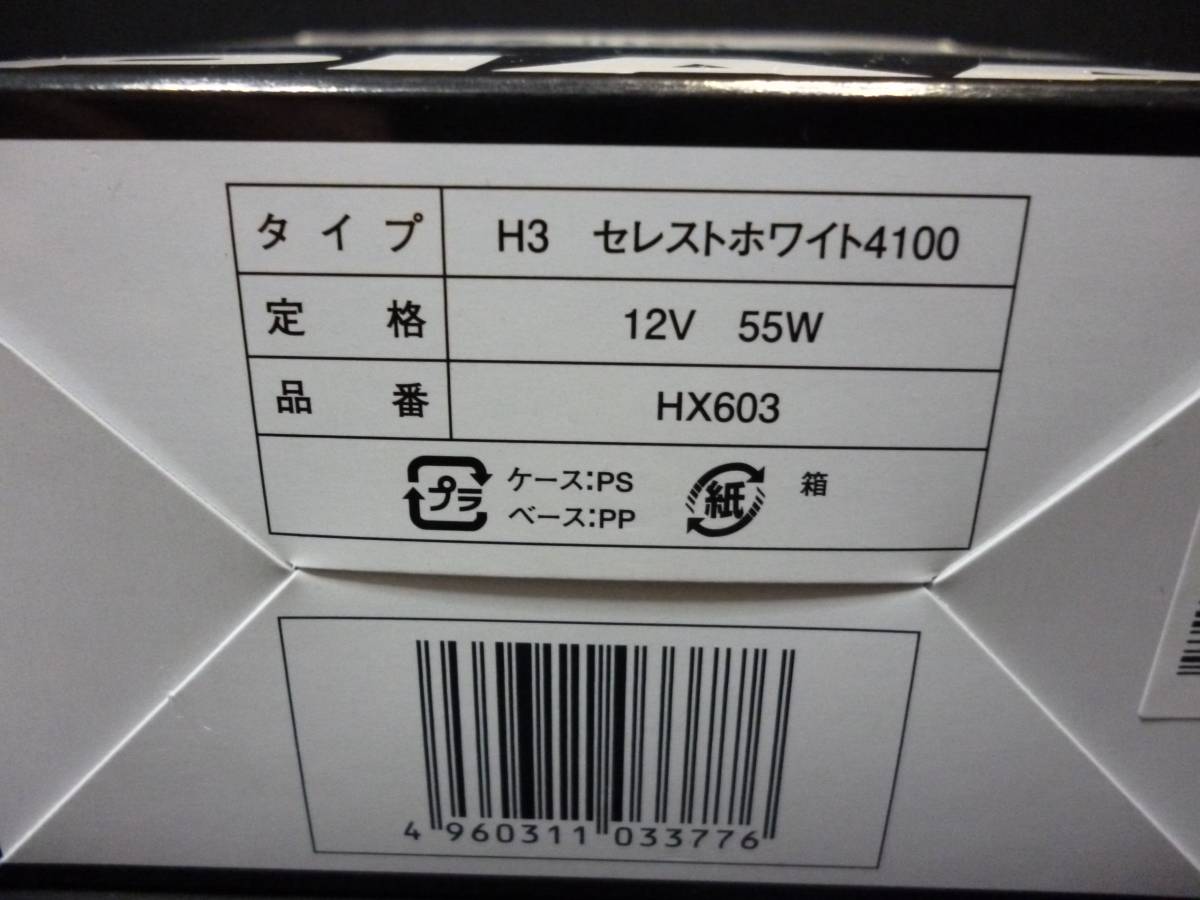 タイプ H3 セレストホワイト4100
定格 12V 55W
品番 HX603
プラ ケース:PS 紙 箱
ベース:PP
4 960311 033776